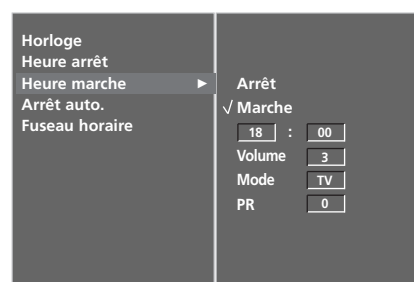 Horloge
Heure arrêt
Heure marche ►
Arrêt auto.
Fuseau horaire
Arrêt
√ Marche
18 : 00
Volume 3
Mode TV
PR 0